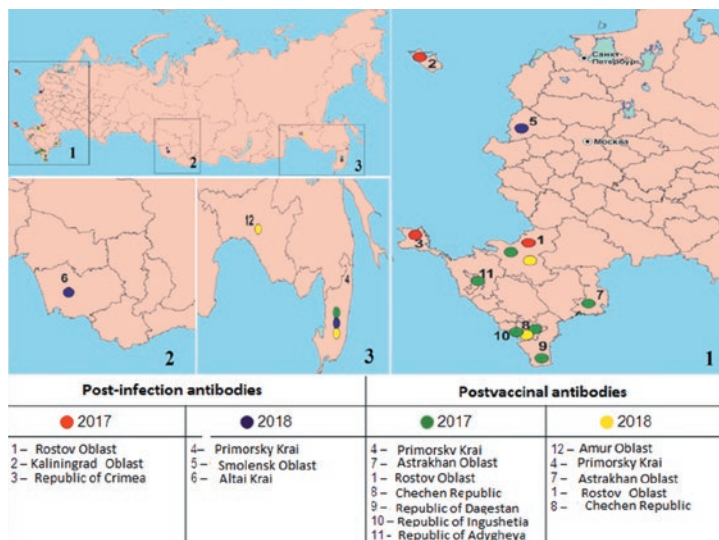 1
2
3
Санкт-
Петербург
2
5
Москва
3
1
11
7
8
10
9
1
6
2
12
4
3
Post-infection antibodies
Postvaccinal antibodies
2017
2018
2017
2018
1 – Rostov Oblast
2 – Kaliningrad Oblast
3 – Republic of Crimea
4 – Primorsky Krai
5 – Smolensk Oblast
6 – Altai Krai
4 – Primorskv Krai
7 – Astrakhan Oblast
1 – Rostov Oblast
8 – Chechen Republic
9 – Republic of Dagestan
10 – Republic of Ingushetia
11 – Republic of Adygheya
12 – Amur Oblast
4 – Primorsky Krai
7 – Astrakhan Oblast
1 – Rostov Oblast
8 – Chechen Republic